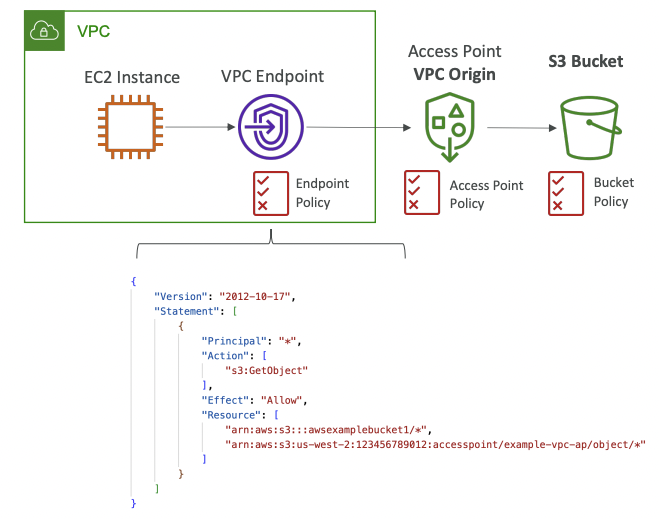 VPC
EC2 Instance
VPC Endpoint
Access Point
VPC Origin
S3 Bucket
Endpoint
Policy
Access Point
Policy
Bucket
Policy
{
"Version": "2012-10-17",
"Statement": [
{
"Principal": "*",
"Action": [
"s3:GetObject"
],
"Effect": "Allow",
"Resource": [
"arn:aws:s3:::awsexamplebucket1/*",
"arn:aws:s3:us-west-2:123456789012:accesspoint/example-vpc-ap/object/*"
]
}
]
}